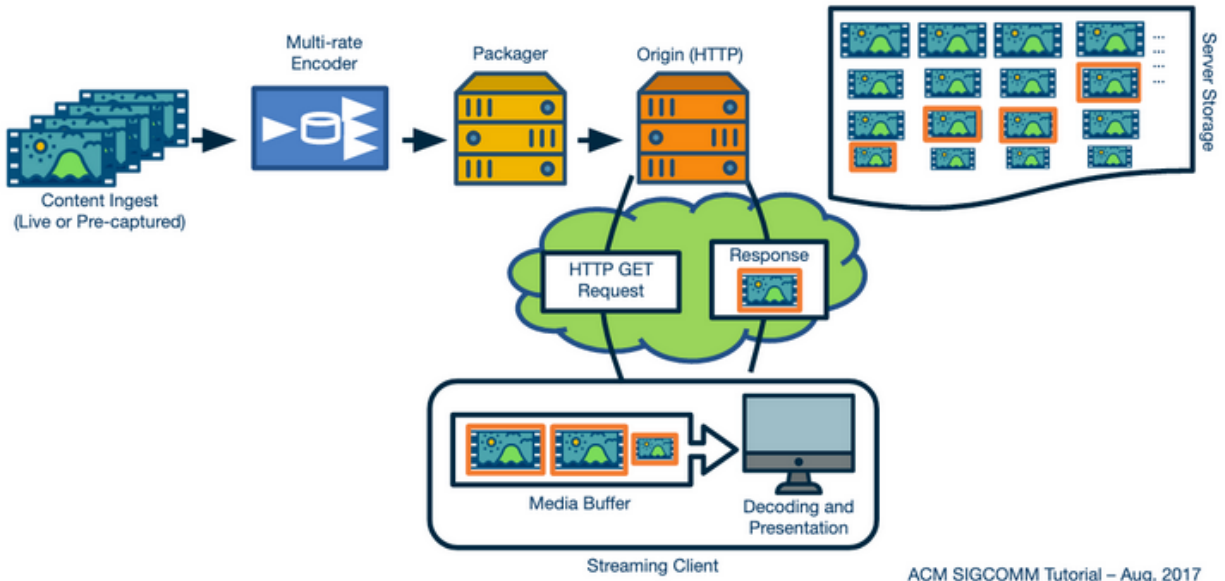 Multi-rate
Encoder
Packager
Origin (HTTP)
...
...
...
...
Server Storage
Content Ingest
(Live or Pre-captured)
HTTP GET
Request
Response
Media Buffer
Decoding and
Presentation
Streaming Client
ACM SIGCOMM Tutorial – Aug. 2017